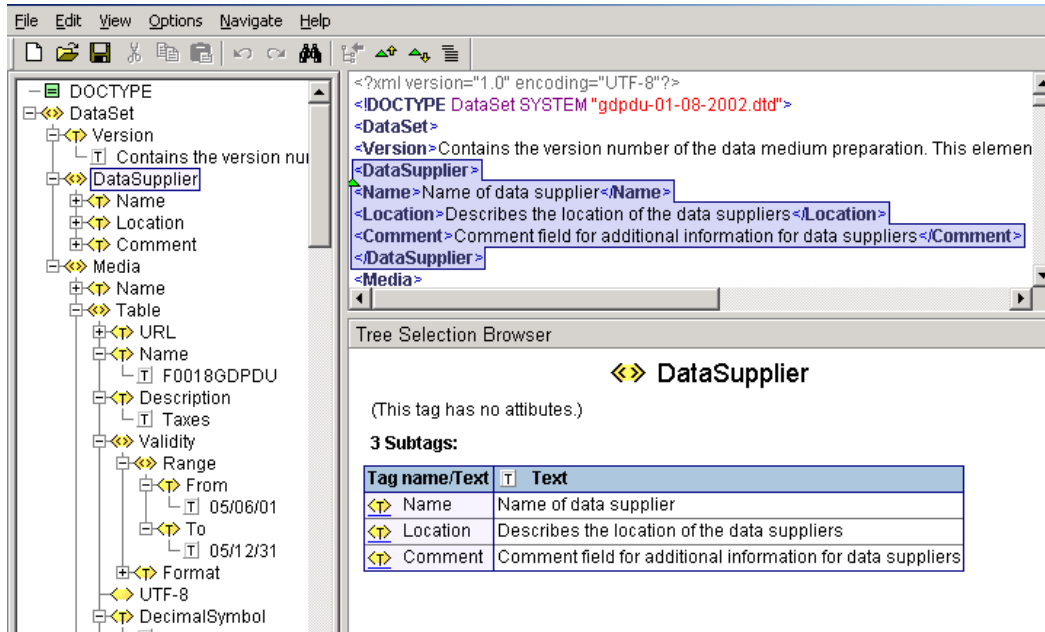 File Edit View Options Navigate Help
DOCTYPE
DataSet
Version
Contains the version nu
DataSupplier
Name
Location
Comment
Media
Name
Table
URL
Name
F0018GDPDU
Description
Taxes
Validity
Range
From
05/06/01
To
05/12/31
Format
UTF-8
DecimalSymbol
<?xml version="1.0" encoding="UTF-8"?>
<!DOCTYPE DataSet SYSTEM "gdpdu-01-08-2002.dtd">
<DataSet>
<Version>Contains the version number of the data medium preparation. This elemen
<DataSupplier>
<Name>Name of data supplier</Name>
<Location>Describes the location of the data suppliers</Location>
<Comment>Comment field for additional information for data suppliers</Comment>
</DataSupplier>
<Media>
Tree Selection Browser
DataSupplier
(This tag has no attibutes.)
3 Subtags:
Tag name/Text T Text
Name Name of data supplier
Location Describes the location of the data suppliers
Comment Comment field for additional information for data suppliers